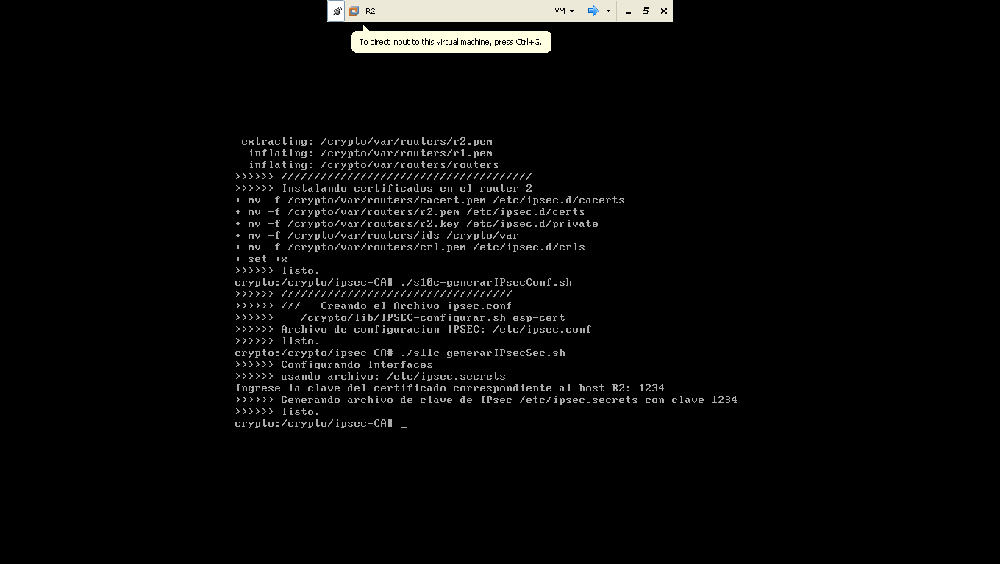 R2 VM
To direct input to this virtual machine, press Ctrl+G.
extracting: /crypto/var/routers/r2.pem
inflating: /crypto/var/routers/r1.pem
inflating: /crypto/var/routers/routers
>>>>>> //////////////////////////////////////
>>>>>> Instalando certificados en el router 2
+ mv -f /crypto/var/routers/cacert.pem /etc/ipsec.d/cacerts
+ mv -f /crypto/var/routers/r2.pem /etc/ipsec.d/certs
+ mv -f /crypto/var/routers/r2.key /etc/ipsec.d/private
+ mv -f /crypto/var/routers/ids /crypto/var
+ mv -f /crypto/var/routers/crl.pem /etc/ipsec.d/crls
+ set +x
>>>>>> listo.
crypto:/crypto/ipsec-CA# ./s10c-generarIPsecConf.sh
>>>>>> ///////////////////////////////////
>>>>>> ///   Creando el Archivo ipsec.conf
>>>>>>    /crypto/lib/IPSEC-configurar.sh esp-cert
>>>>>> Archivo de configuracion IPSEC: /etc/ipsec.conf
>>>>>> listo.
crypto:/crypto/ipsec-CA# ./s11c-generarIPsecSec.sh
>>>>>> Configurando Interfaces
>>>>>> usando archivo: /etc/ipsec.secrets
Ingrese la clave del certificado correspondiente al host R2: 1234
>>>>>> Generando archivo de clave de IPsec /etc/ipsec.secrets con clave 1234
>>>>>> listo.
crypto:/crypto/ipsec-CA# _